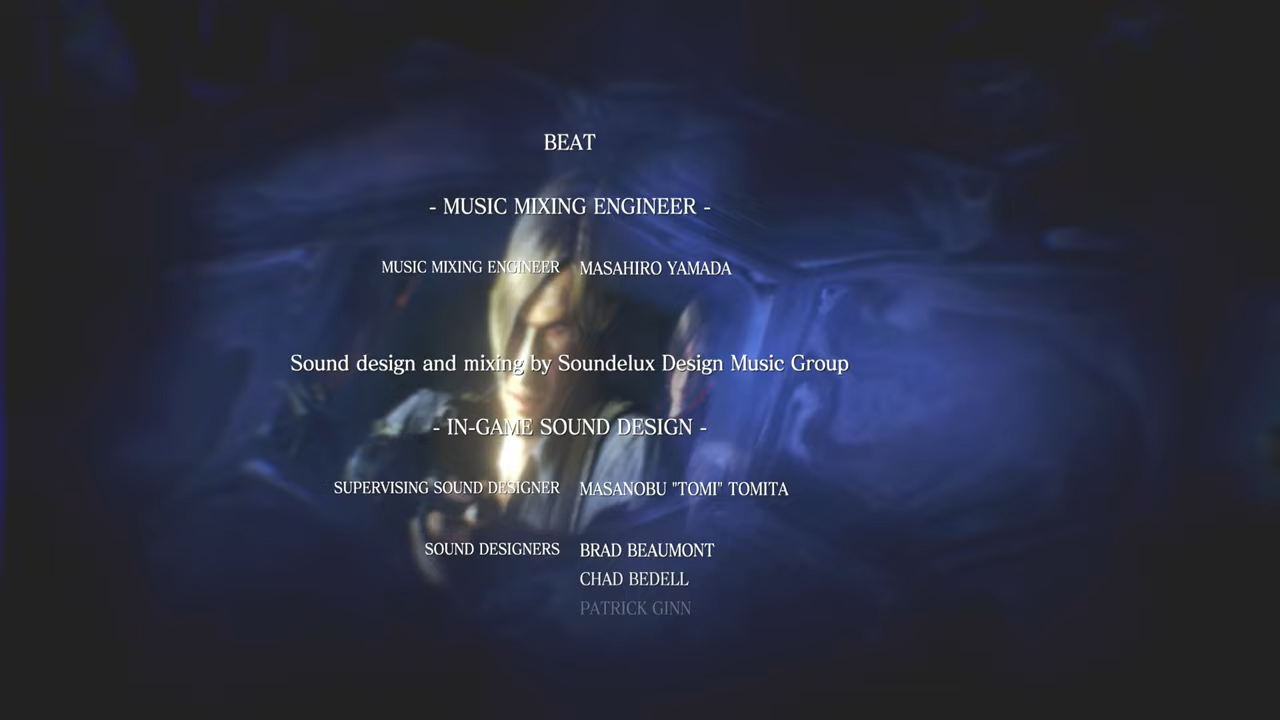 BEAT
- MUSIC MIXING ENGINEER -
MUSIC MIXING ENGINEER MASAHIRO YAMADA
Sound design and mixing by Soundelux Design Music Group
- IN-GAME SOUND DESIGN -
SUPERVISING SOUND DESIGNER MASANOBU "TOMI" TOMITA
SOUND DESIGNERS BRAD BEAUMONT
CHAD BEDELL
PATRICK GINN